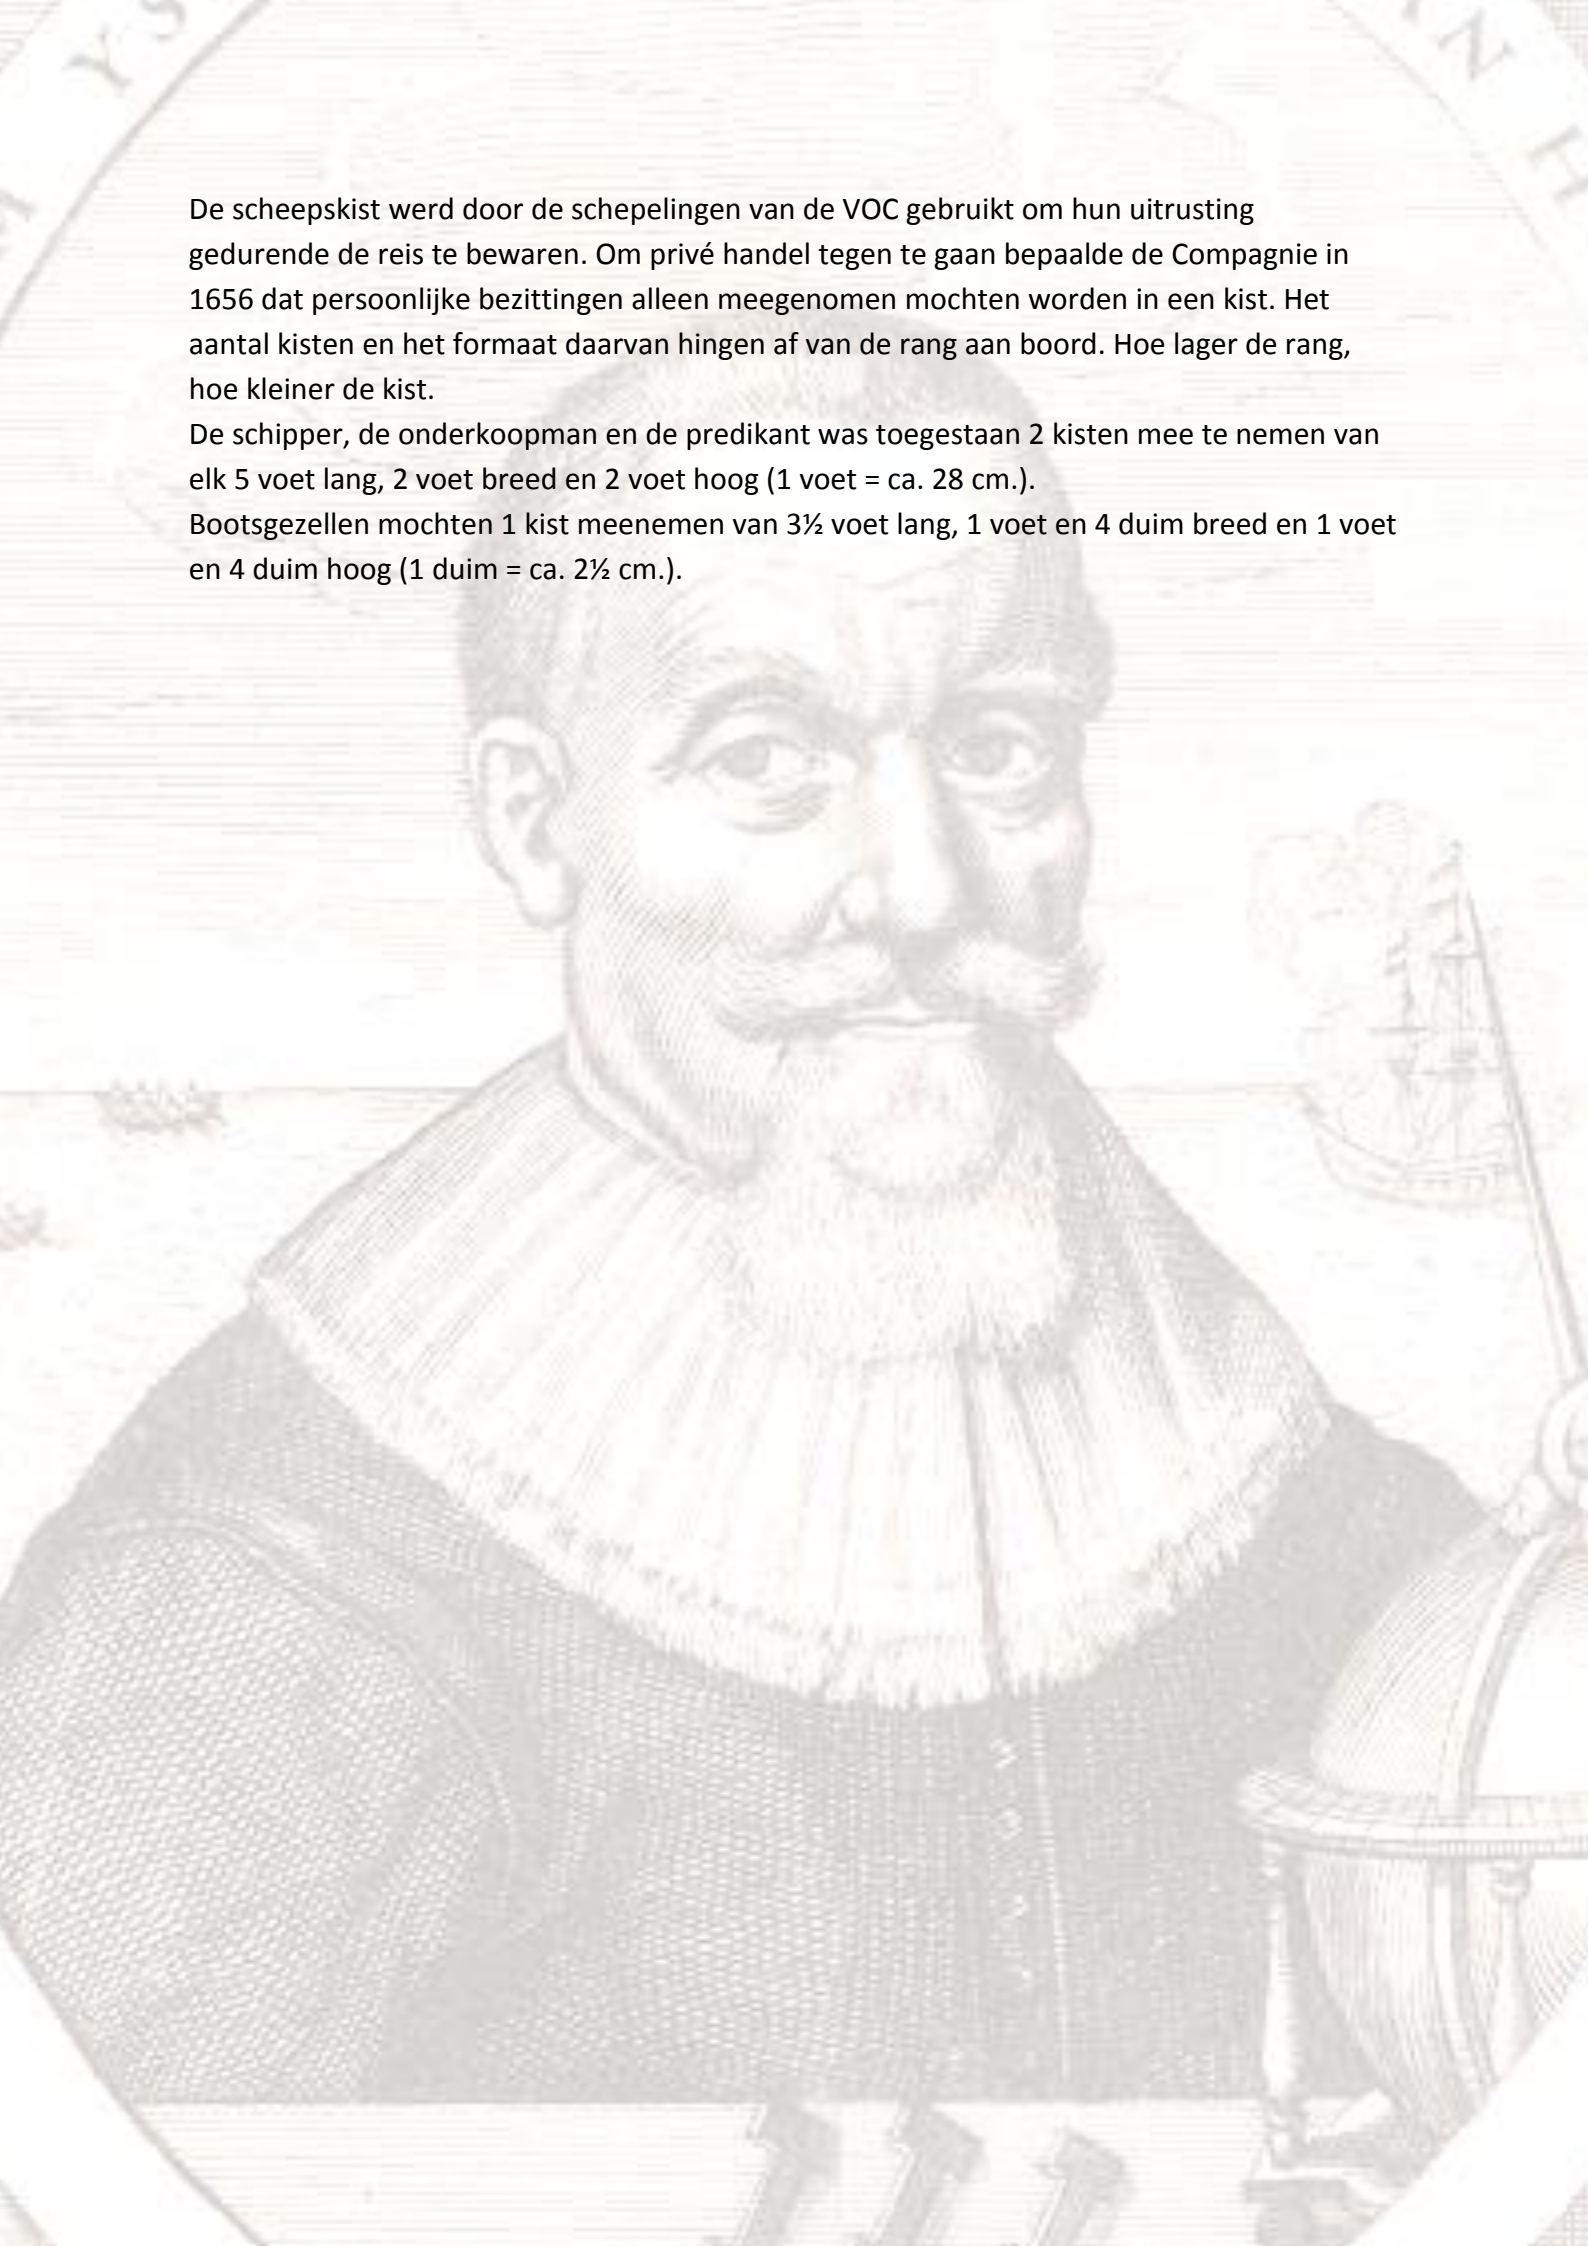 De scheepskist werd door de schepelingen van de VOC gebruikt om hun uitrusting
gedurende de reis te bewaren. Om privé handel tegen te gaan bepaalde de Compagnie in
1656 dat persoonlijke bezittingen alleen meegenomen mochten worden in een kist. Het
aantal kisten en het formaat daarvan hingen af van de rang aan boord. Hoe lager de rang,
hoe kleiner de kist.
De schipper, de onderkoopman en de predikant was toegestaan 2 kisten mee te nemen van
elk 5 voet lang, 2 voet breed en 2 voet hoog (1 voet = ca. 28 cm.).
Bootsgezellen mochten 1 kist meenemen van 3½ voet lang, 1 voet en 4 duim breed en 1 voet
en 4 duim hoog (1 duim = ca. 2½ cm.).